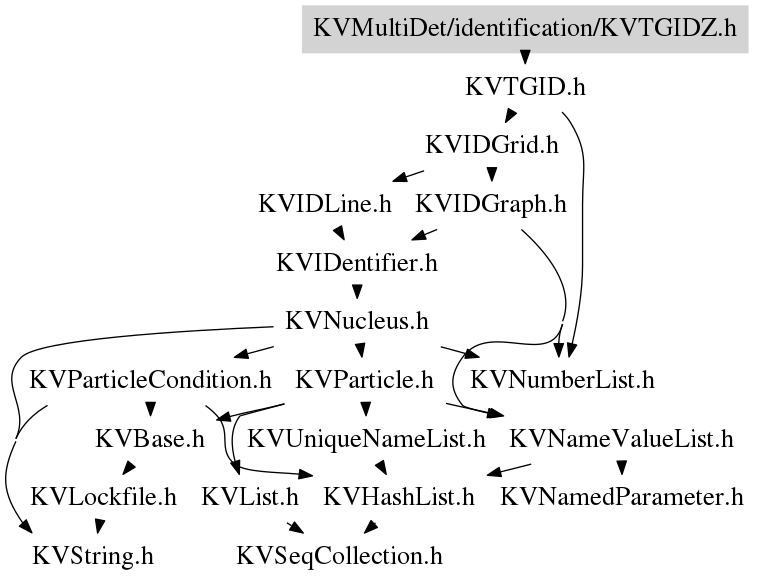 KVMultiDet/identification/KVTGIDZ.h
KVTGID.h
KVIDGrid.h
KVIDLine.h KVIDGraph.h
KVIDentifier.h
KVNucleus.h
KVParticleCondition.h KVParticle.h KVNumberList.h
KVBase.h KVUniqueNameList.h KVNameValueList.h
KVLockfile.h KVList.h KVHashList.h KVNamedParameter.h
KVString.h KVSeqCollection.h